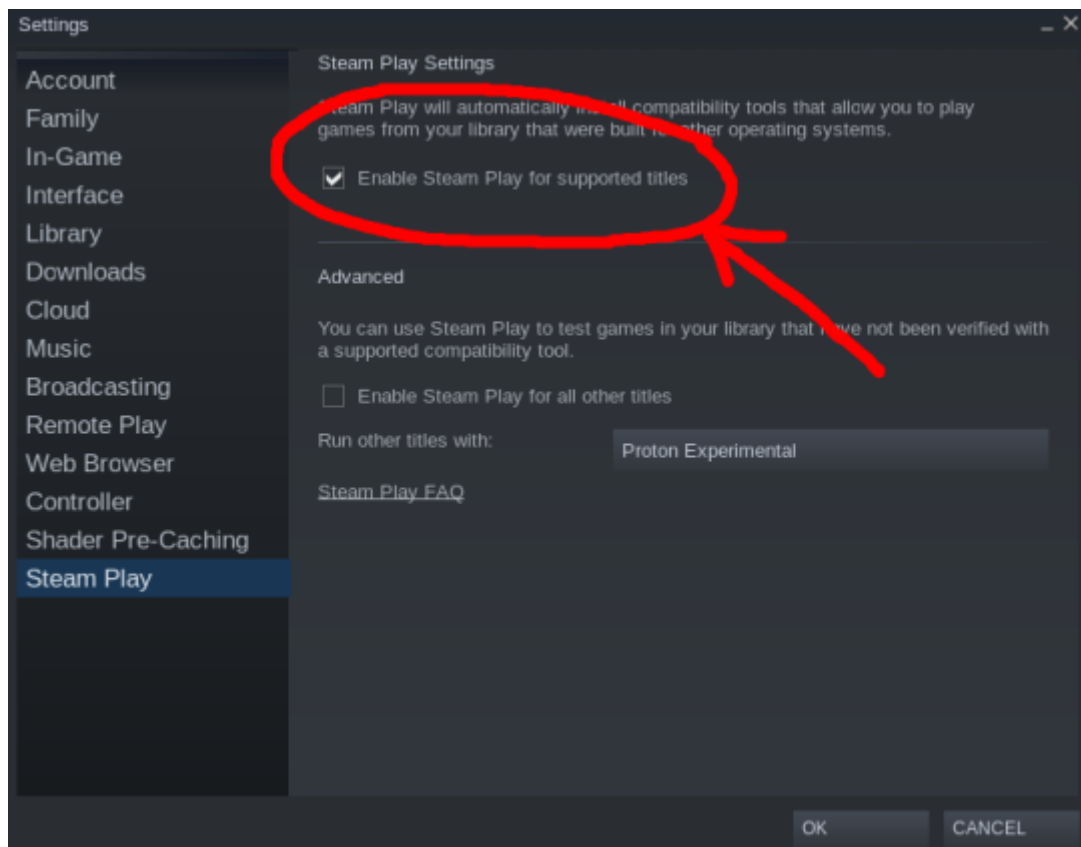 Settings
Account
Family
In-Game
Interface
Library
Downloads
Cloud
Music
Broadcasting
Remote Play
Web Browser
Controller
Shader Pre-Caching
Steam Play
Steam Play Settings
Steam Play will automatically install compatibility tools that allow you to play
games from your library that were built for other operating systems.
Enable Steam Play for supported titles
Advanced
You can use Steam Play to test games in your library that have not been verified with
a supported compatibility tool.
Enable Steam Play for all other titles
Run other titles with:
Proton Experimental
Steam Play FAQ
OK
CANCEL